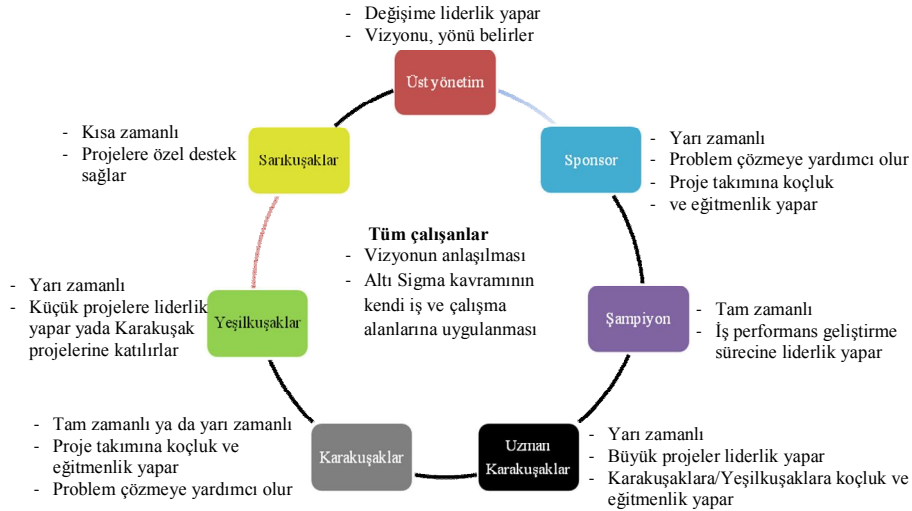 - Değişime liderlik yapar
- Vizyonu, yönü belirler
Üst yönetim
- Yarı zamanlı
- Problem çözmeye yardımcı olur
- Proje takımına koçluk
- ve eğitmenlik yapar
Sponsor
- Tam zamanlı
- İş performans geliştirme
sürecine liderlik yapar
Şampiyon
- Yarı zamanlı
- Büyük projeler liderlik yapar
- Karakuşaklara/Yeşilkuşaklara koçluk ve
eğitmenlik yapar
Uzman
Karakuşaklar
- Tam zamanlı ya da yarı zamanlı
- Proje takımına koçluk ve
eğitmenlik yapar
- Problem çözmeye yardımcı olur
Karakuşaklar
- Yarı zamanlı
- Küçük projelere liderlik
yapar yada Karakuşak
projelerine katılırlar
Yeşilkuşaklar
- Kısa zamanlı
- Projelere özel destek
sağlar
Sarıkuşaklar
Tüm çalışanlar
- Vizyonun anlaşılması
- Altı Sigma kavramının
kendi iş ve çalışma
alanlarına uygulanması